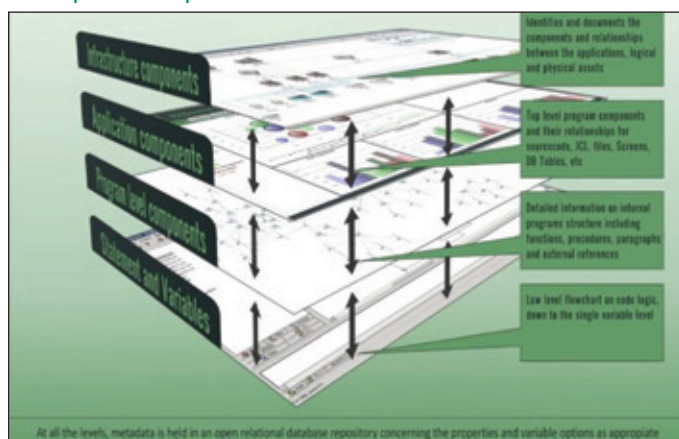 Infrastructure components
Identifies and documents the
components and relationships
between the applications, logical
and physical assets
Application components
Top level program components
and their relationships for
sourcecode, JCL, files, Screens,
DB Tables, etc
Program level components
Detailed information on internal
programs structure including
functions, procedures, paragraphs
and external references
Statement and Variables
Low level flowchart on code logic,
down to the single variable level
At all the levels, metadata is held in an open relational database repository concerning the properties and variable options as appropiate